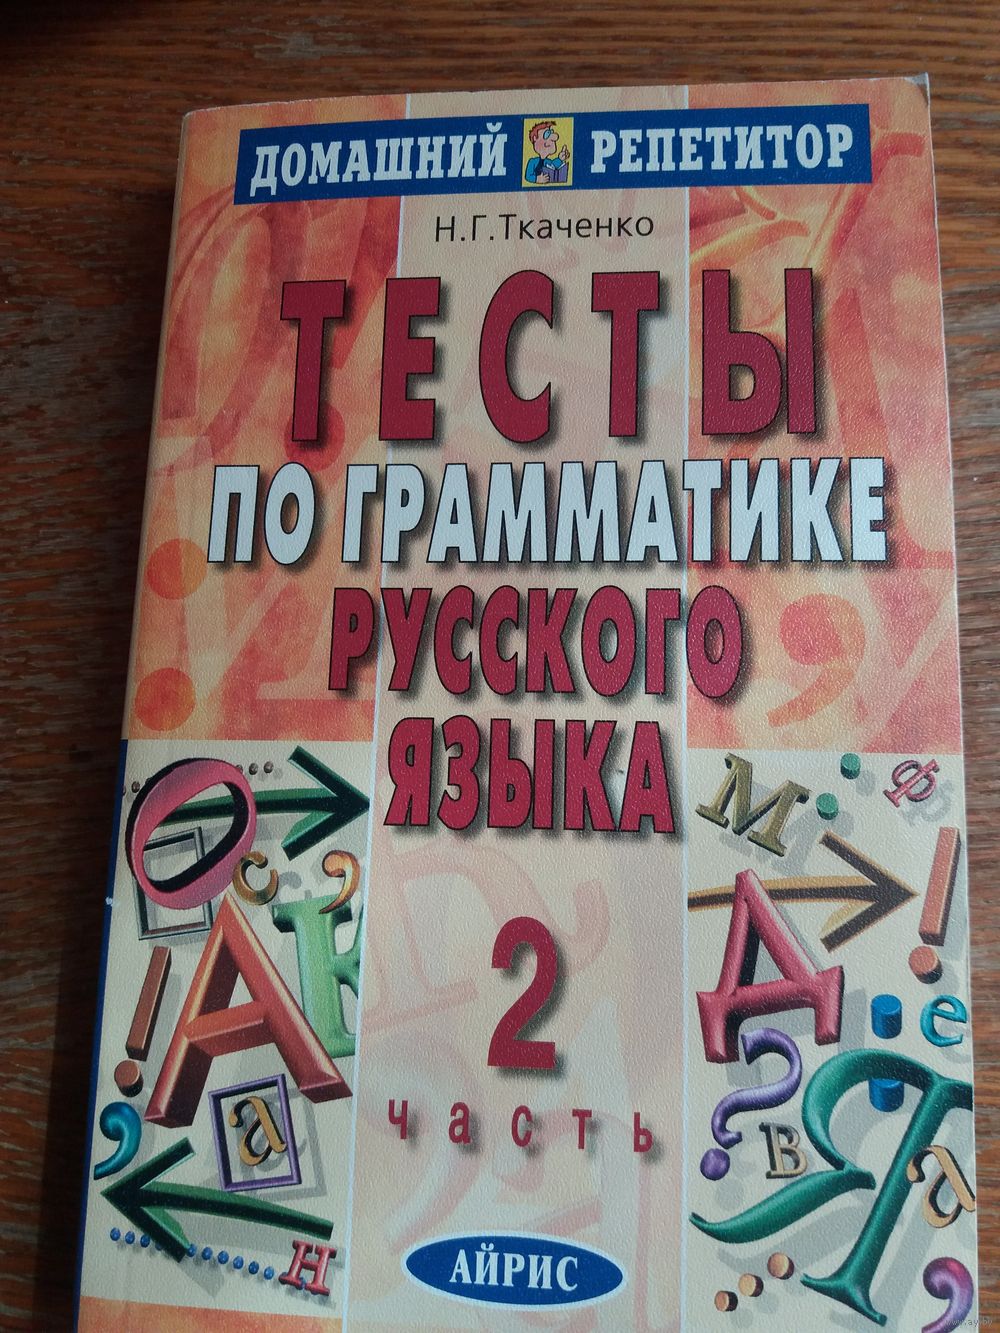 ДОМАШНИЙ РЕПЕТИТОР
Н.Г.Ткаченко
ТЕСТЫ
ПО ГРАММАТИКЕ
РУССКОГО
ЯЗЫКА
2
часть
АЙРИС